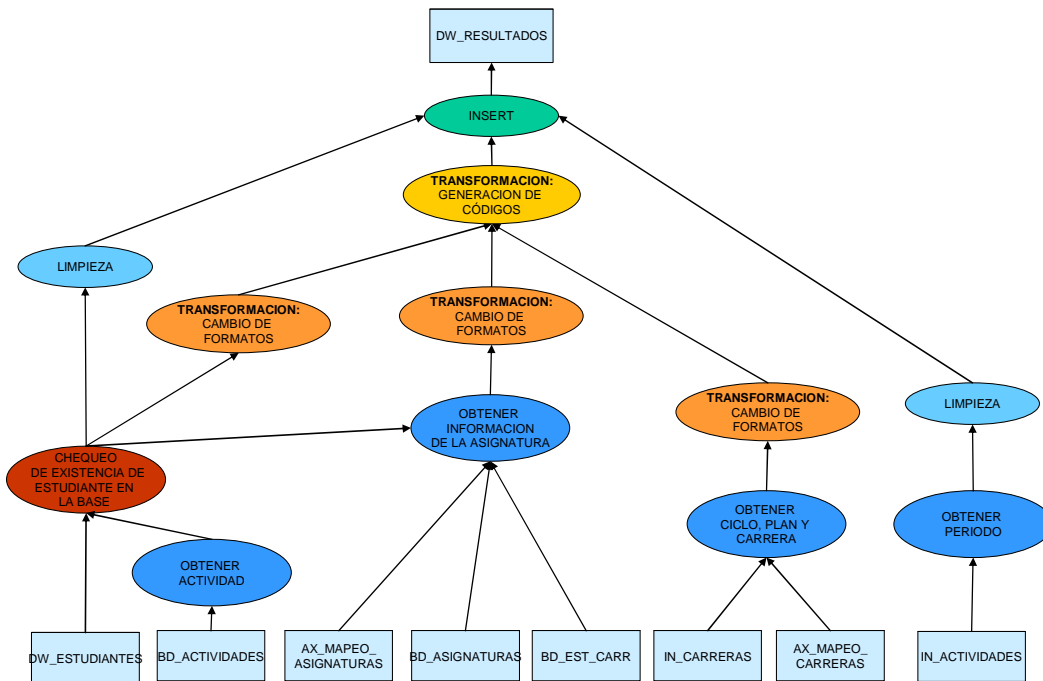 DW_RESULTADOS
INSERT
TRANSFORMACION:
GENERACION DE
CÓDIGOS
LIMPIEZA
TRANSFORMACION:
CAMBIO DE
FORMATOS
TRANSFORMACION:
CAMBIO DE
FORMATOS
TRANSFORMACION:
CAMBIO DE
FORMATOS
LIMPIEZA
OBTENER
INFORMACION
DE LA ASIGNATURA
CHEQUEO
DE EXISTENCIA DE
ESTUDIANTE EN
LA BASE
OBTENER
CICLO, PLAN Y
CARRERA
OBTENER
PERIODO
OBTENER
ACTIVIDAD
DW_ESTUDIANTES
BD_ACTIVIDADES
AX_MAPEO_
ASIGNATURAS
BD_ASIGNATURAS
BD_EST_CARR
IN_CARRERAS
AX_MAPEO_
CARRERAS
IN_ACTIVIDADES